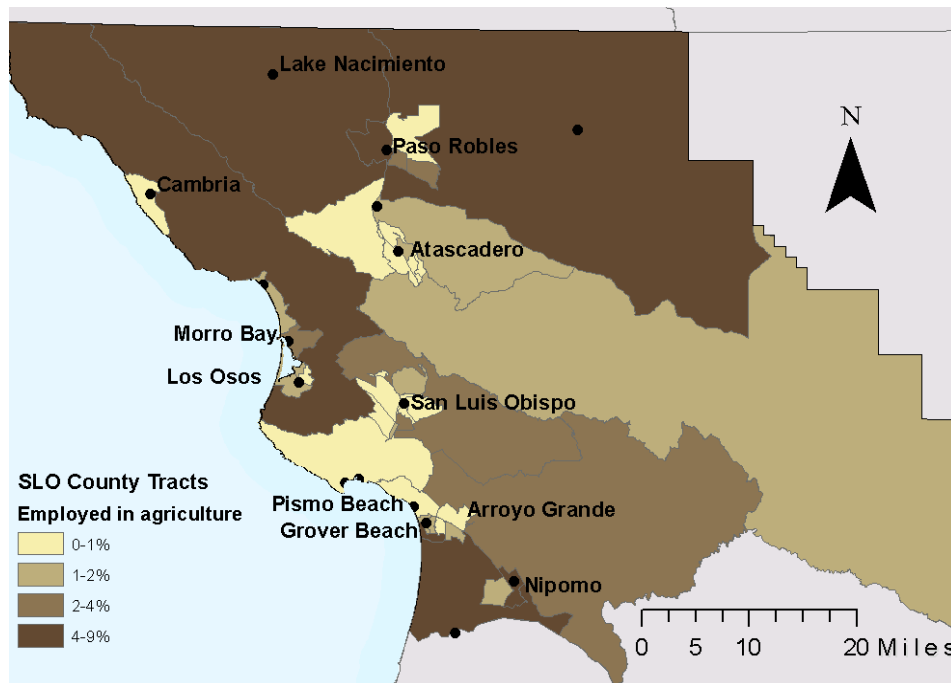 Lake Nacimiento
N
Paso Robles
Cambria
Atascadero
Morro Bay
Los Osos
San Luis Obispo
SLO County Tracts
Employed in agriculture
0-1%
1-2%
2-4%
4-9%
Pismo Beach
Arroyo Grande
Grover Beach
Nipomo
0 5 10 20 Miles